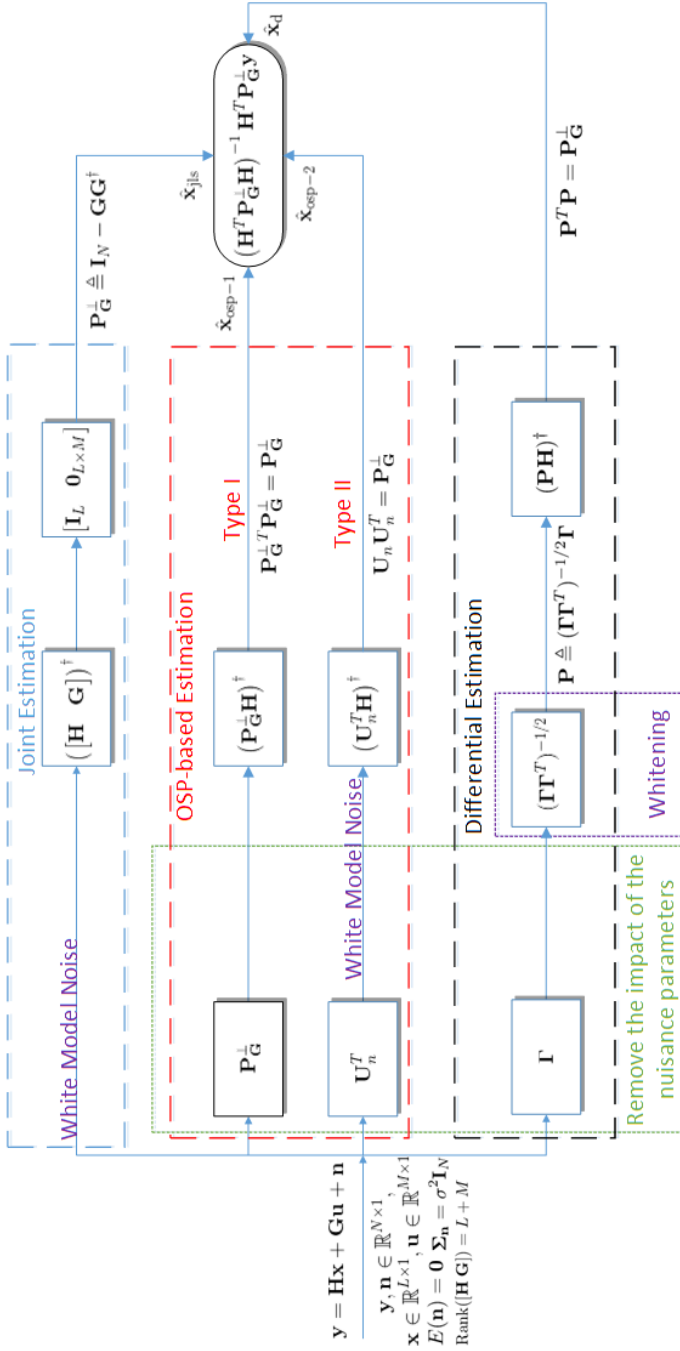 y = Hx + Gu + n
y, n ∈ ℝ^{N×1}
x ∈ ℝ^{L×1}, u ∈ ℝ^{M×1}
E(n) = 0 Σ_n = σ²I_N
Rank([H G]) = L + M
Joint Estimation
White Model Noise
([H G])^†
[I_L 0_{L×M}]
P_G^⊥ ≜ I_N − GG^†
x̂_jls
OSP-based Estimation
P_G^⊥
(P_G^⊥H)^†
Type I
P_G^⊥^T P_G^⊥ = P_G^⊥
x̂_osp−1
U_n^T
White Model Noise
(U_n^T H)^†
Type II
U_nU_n^T = P_G^⊥
x̂_osp−2
(H^T P_G^⊥ H)^{−1} H^T P_G^⊥ y
x̂_d
Differential Estimation
Γ
(ΓΓ^T)^{−1/2}
P ≜ (ΓΓ^T)^{−1/2}Γ
(PH)^†
P^T P = P_G^⊥
Whitening
Remove the impact of the
nuisance parameters